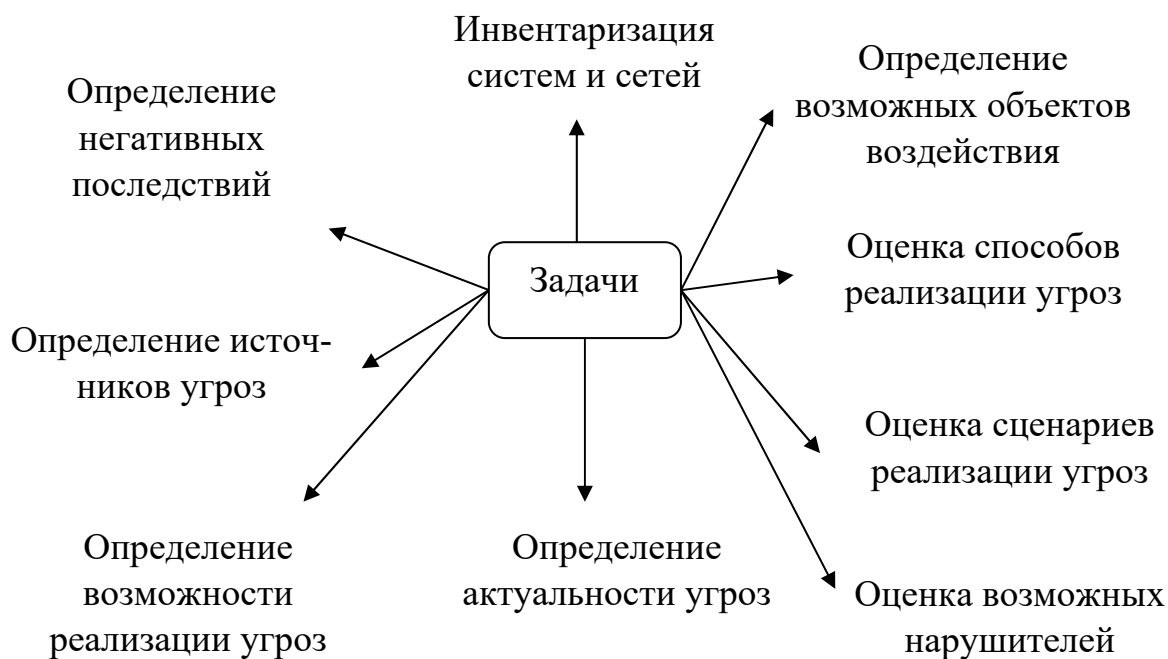 Инвентаризация
систем и сетей
Определение
возможных объектов
воздействия
Определение
негативных
последствий
Задачи
Оценка способов
реализации угроз
Определение источ-
ников угроз
Оценка сценариев
реализации угроз
Определение
возможности
реализации угроз
Определение
актуальности угроз
Оценка возможных
нарушителей